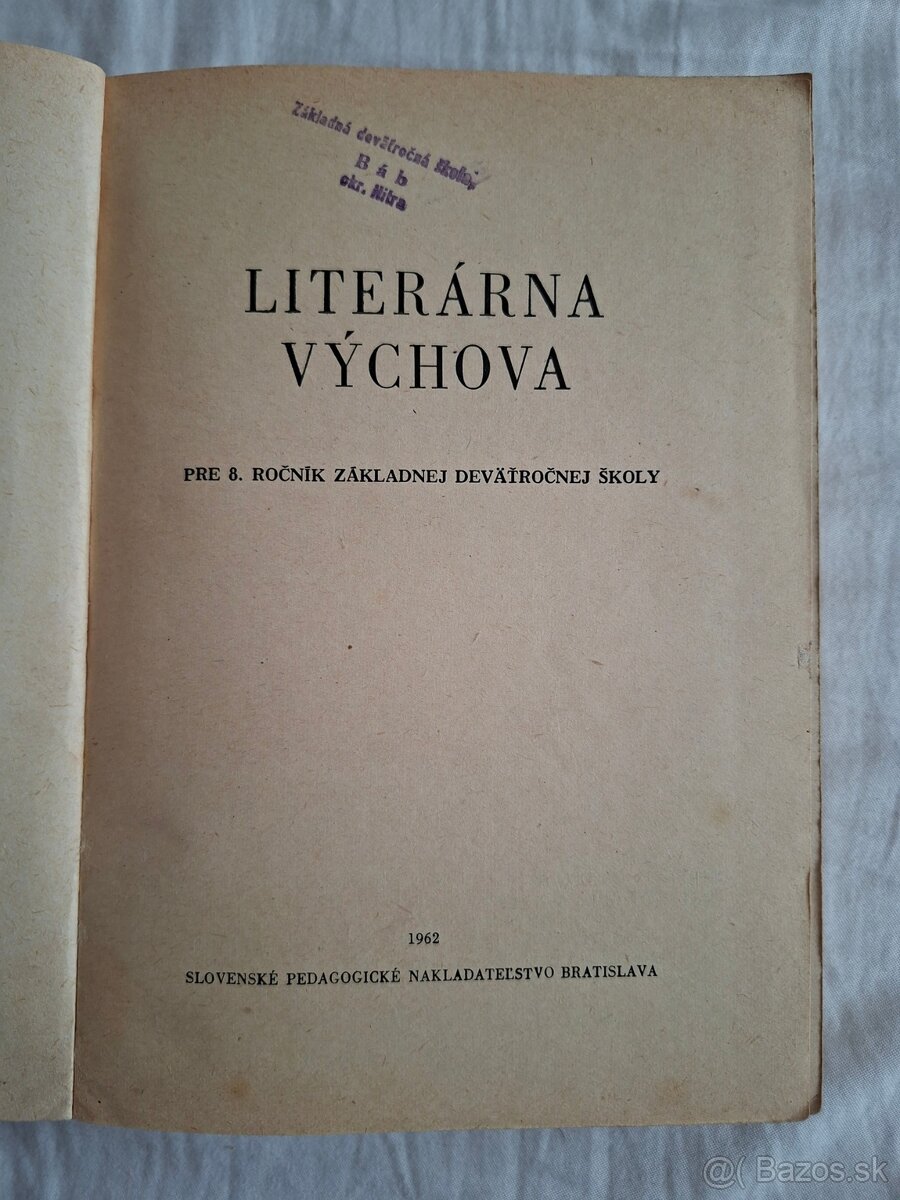 Základná deväťročná škola,
Báb
okr. Nitra
LITERÁRNA
VÝCHOVA
PRE 8. ROČNÍK ZÁKLADNEJ DEVÄŤROČNEJ ŠKOLY
1962
SLOVENSKÉ PEDAGOGICKÉ NAKLADATEĽSTVO BRATISLAVA
@( Bazos.sk